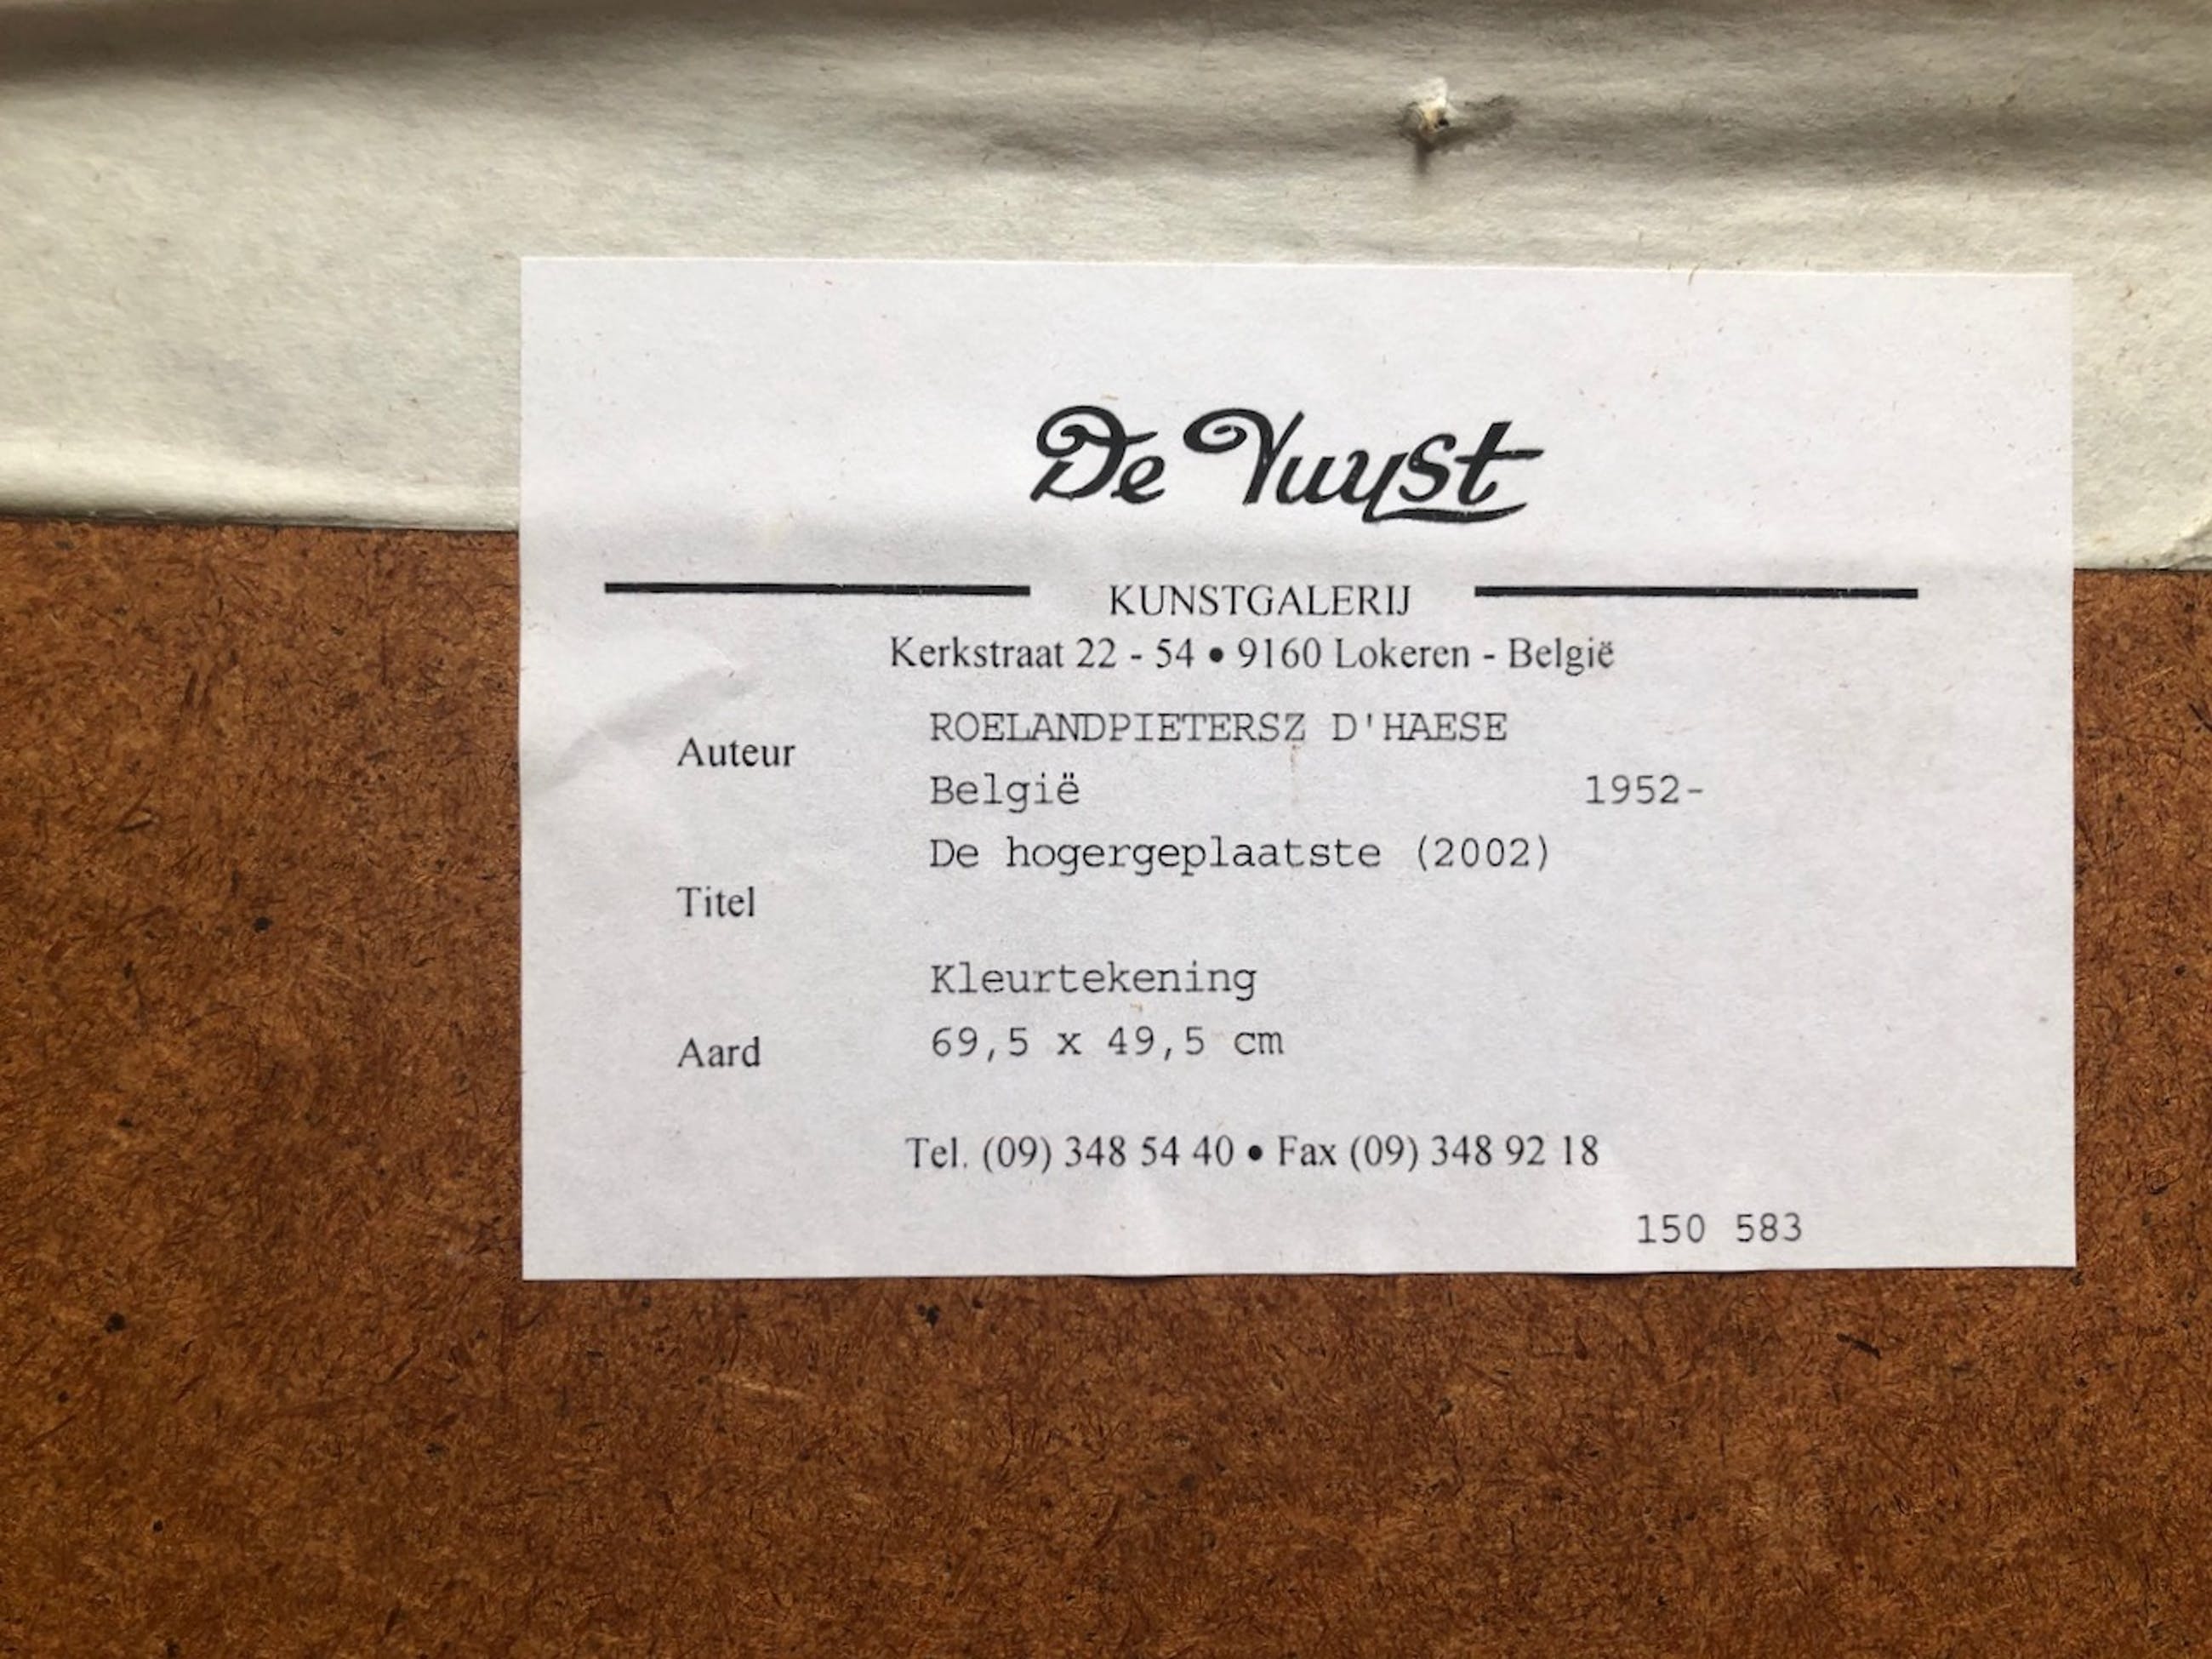 De Vuyst
KUNSTGALERIJ
Kerkstraat 22 - 54 • 9160 Lokeren - België
Auteur ROELANDPIETERSZ D'HAESE
België 1952-
De hogergeplaatste (2002)
Titel
Kleurtekening
Aard 69,5 x 49,5 cm
Tel. (09) 348 54 40 • Fax (09) 348 92 18
150 583